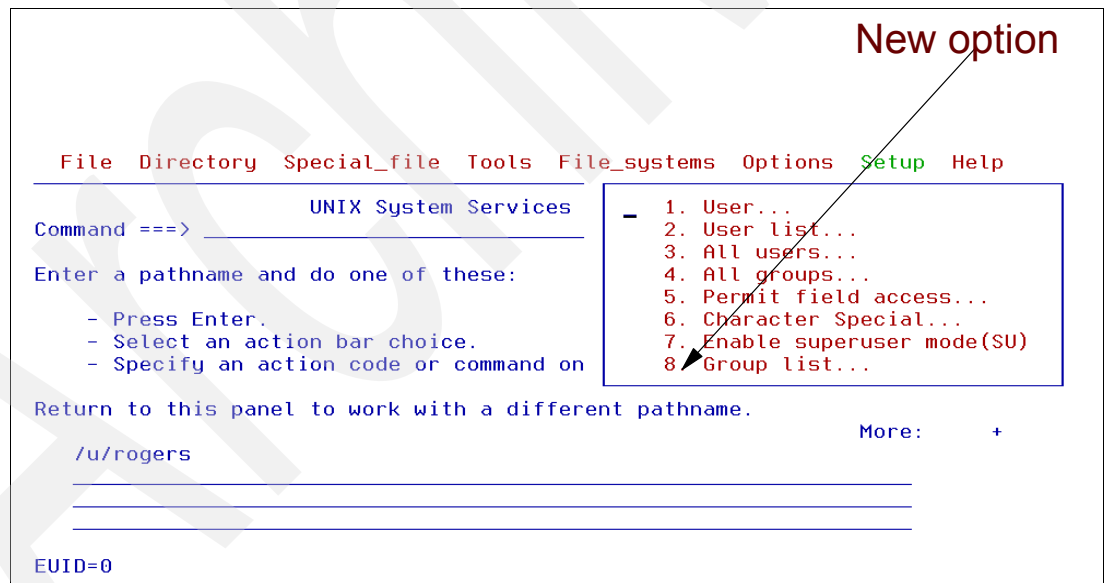 New option
File Directory Special_file Tools File_systems Options Setup Help
UNIX System Services
Command ===> 
Enter a pathname and do one of these:
- Press Enter.
- Select an action bar choice.
- Specify an action code or command on
_ 1. User...
2. User list...
3. All users...
4. All groups...
5. Permit field access...
6. Character Special...
7. Enable superuser mode(SU)
8. Group list...
Return to this panel to work with a different pathname.
More: +
/u/rogers
EUID=0